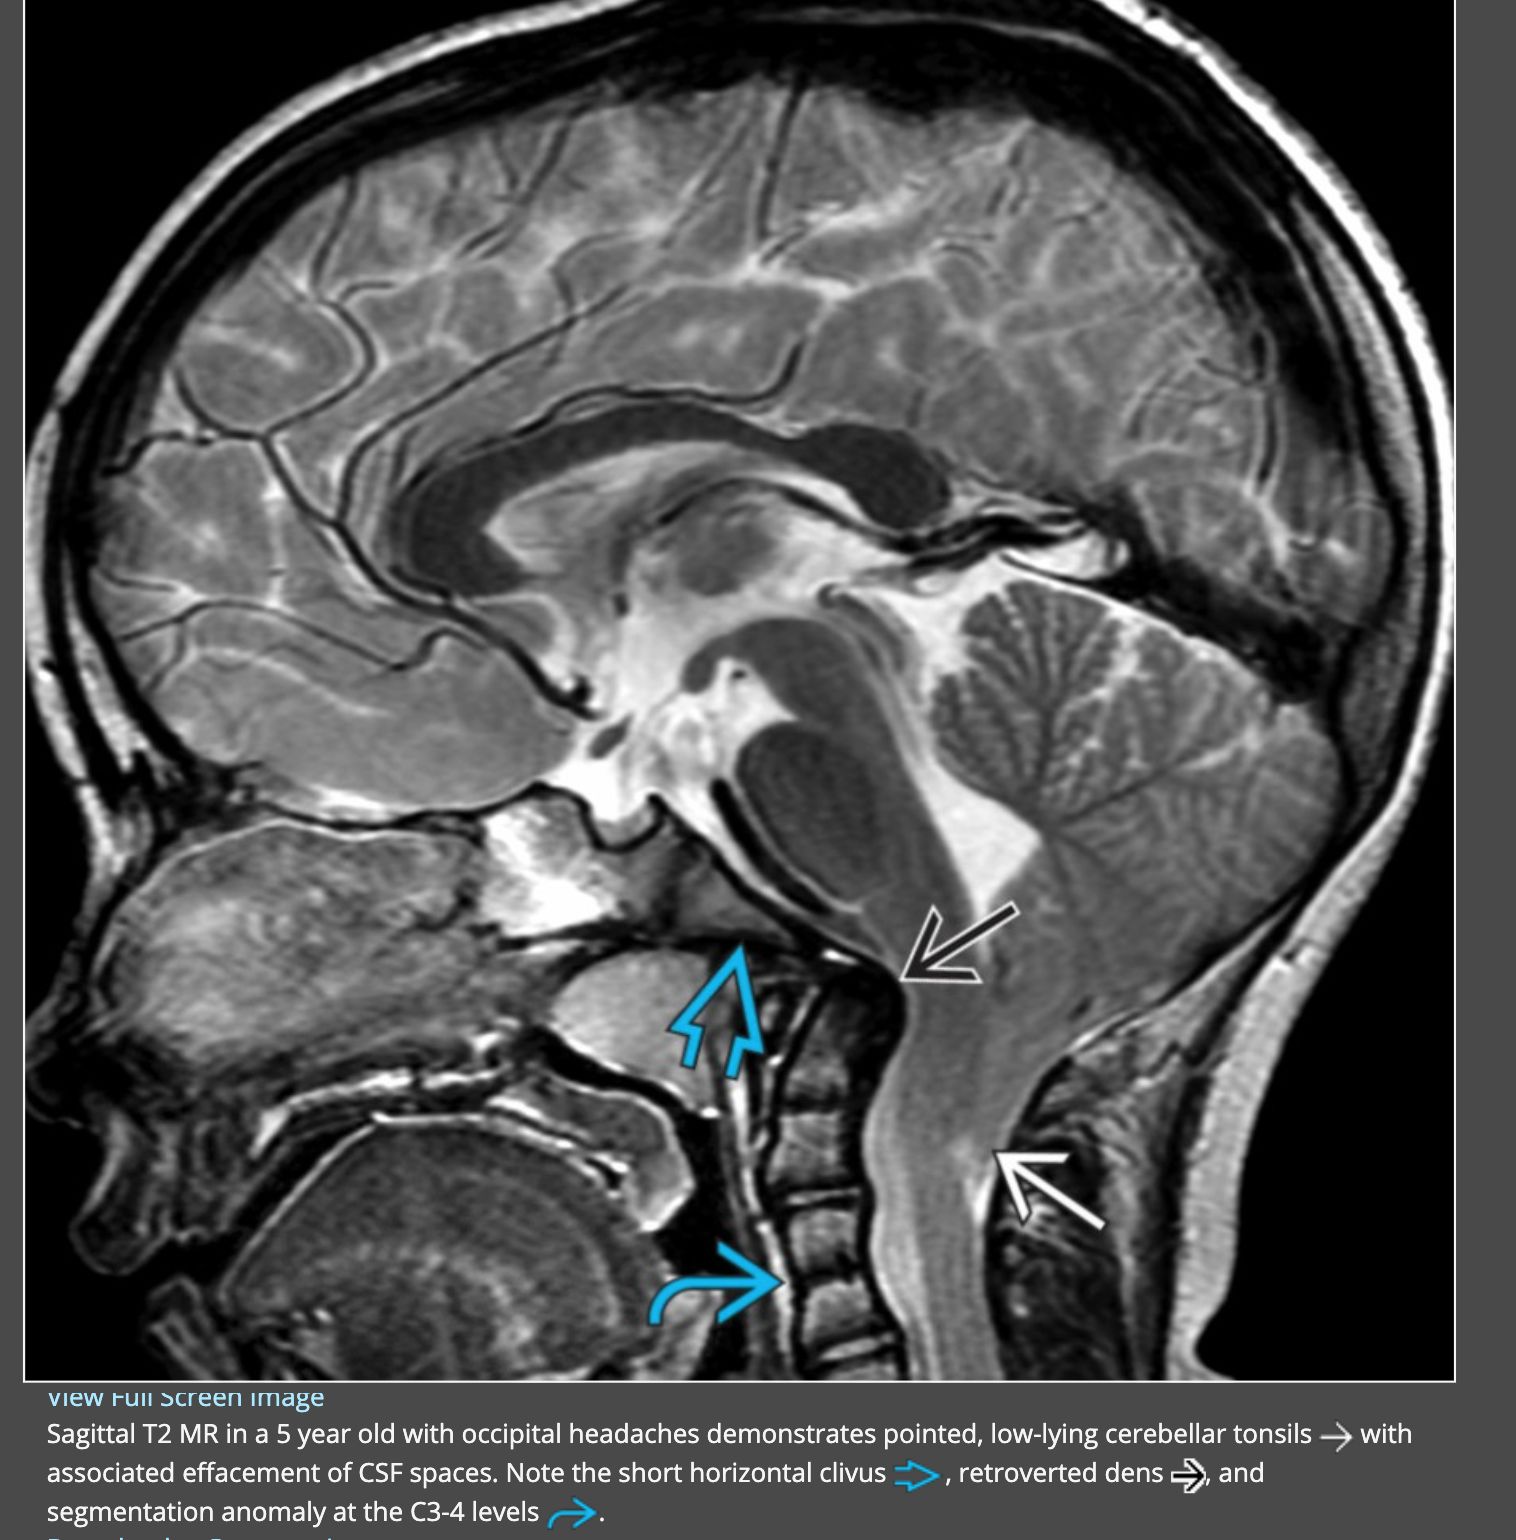 View Full Screen Image
Sagittal T2 MR in a 5 year old with occipital headaches demonstrates pointed, low-lying cerebellar tonsils → with
associated effacement of CSF spaces. Note the short horizontal clivus ⇨, retroverted dens ⇒, and
segmentation anomaly at the C3-4 levels ↪.